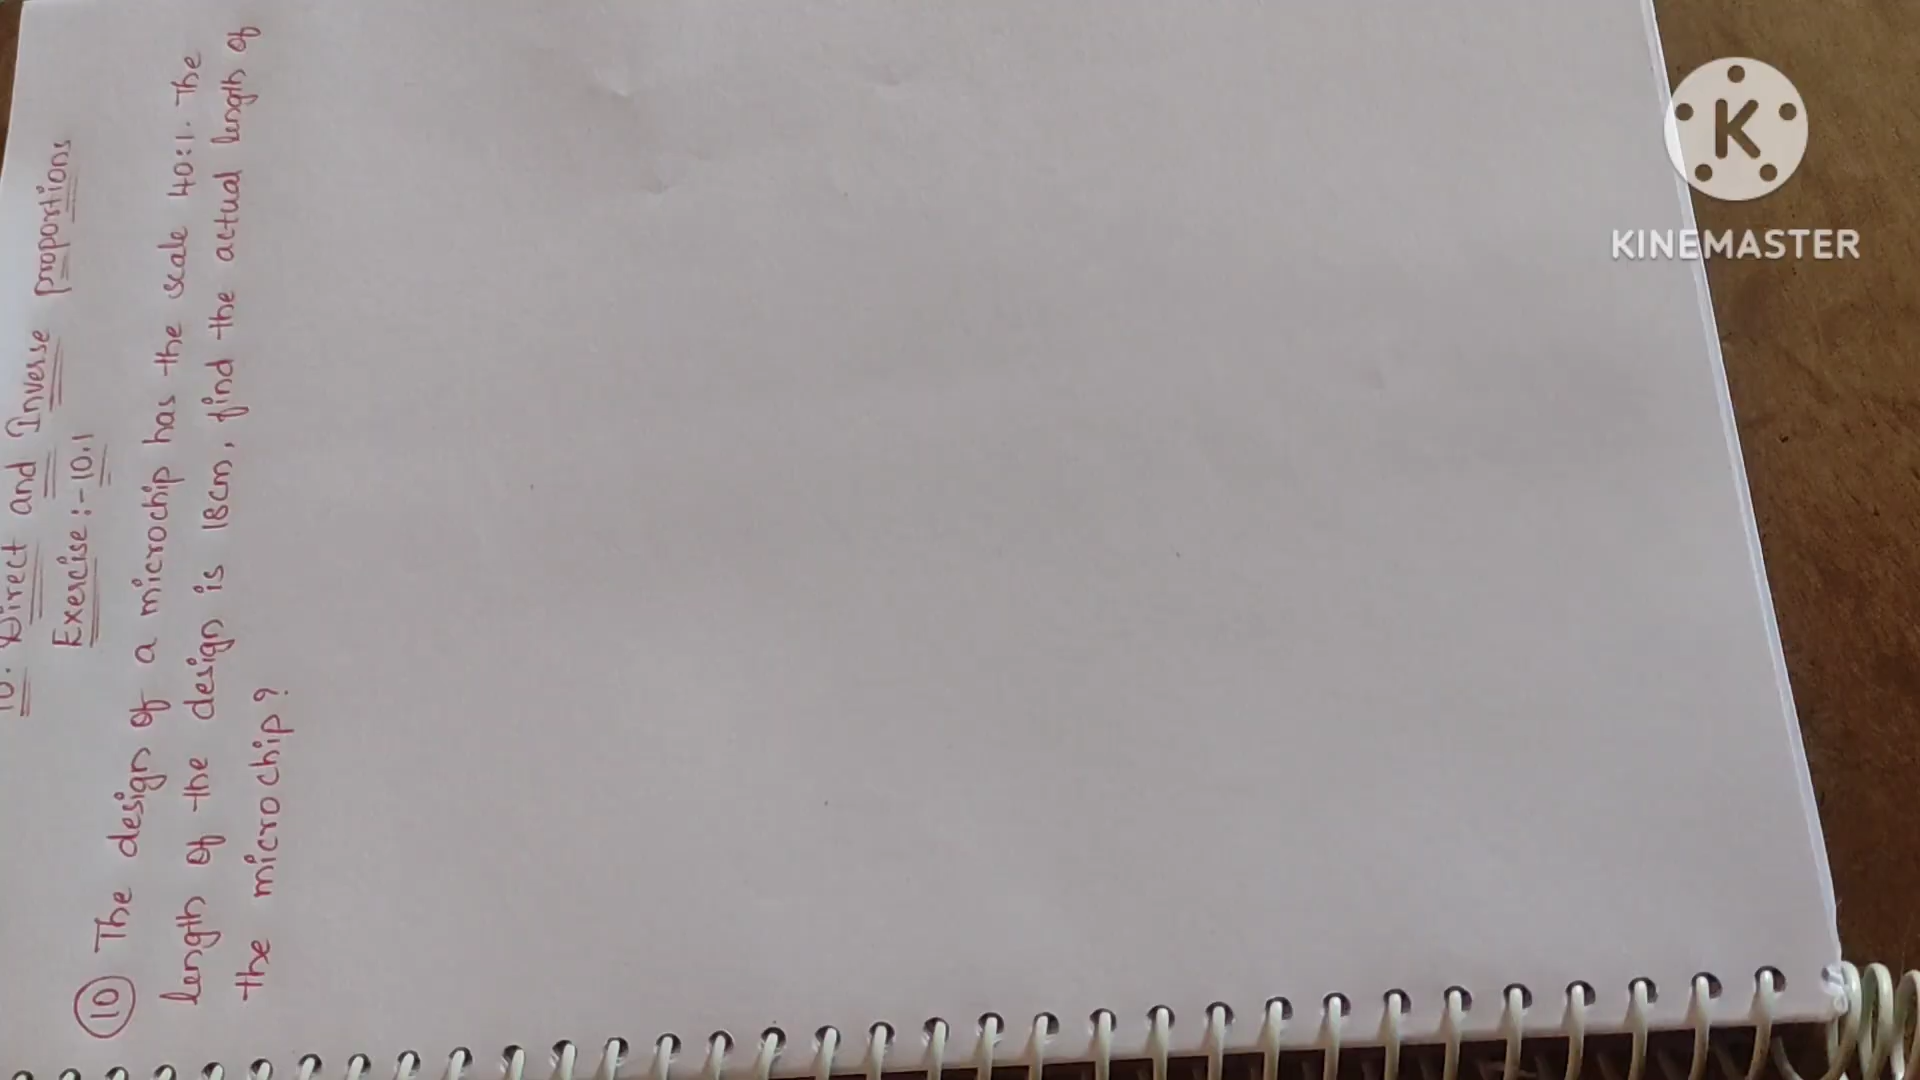 10. Direct and Inverse proportions
Exercise:-10.1
10 The design of a microchip has the scale 40:1. The
length of the design is 18cm, find the actual length of
the microchip?
KINEMASTER